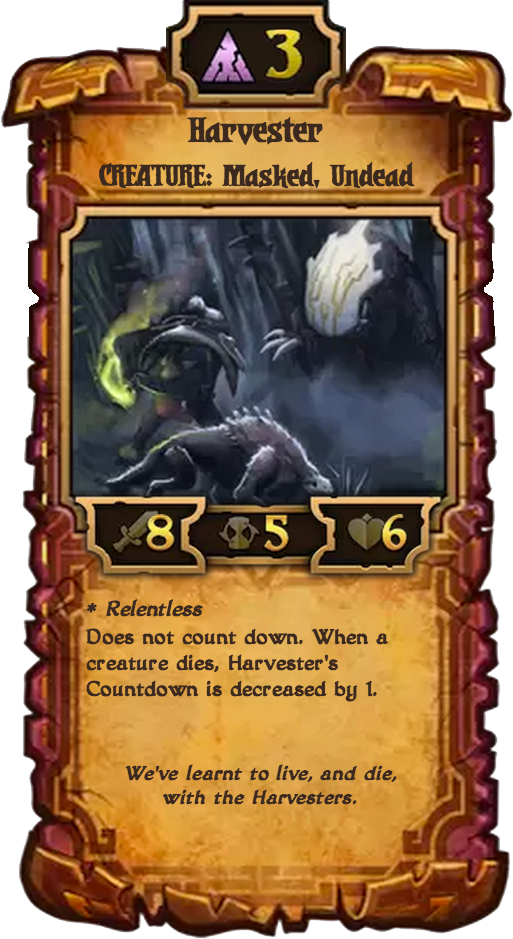 3
Harvester
CREATURE: Masked, Undead
8 5 6
* Relentless
Does not count down. When a
creature dies, Harvester's
Countdown is decreased by 1.
We've learnt to live, and die,
with the Harvesters.